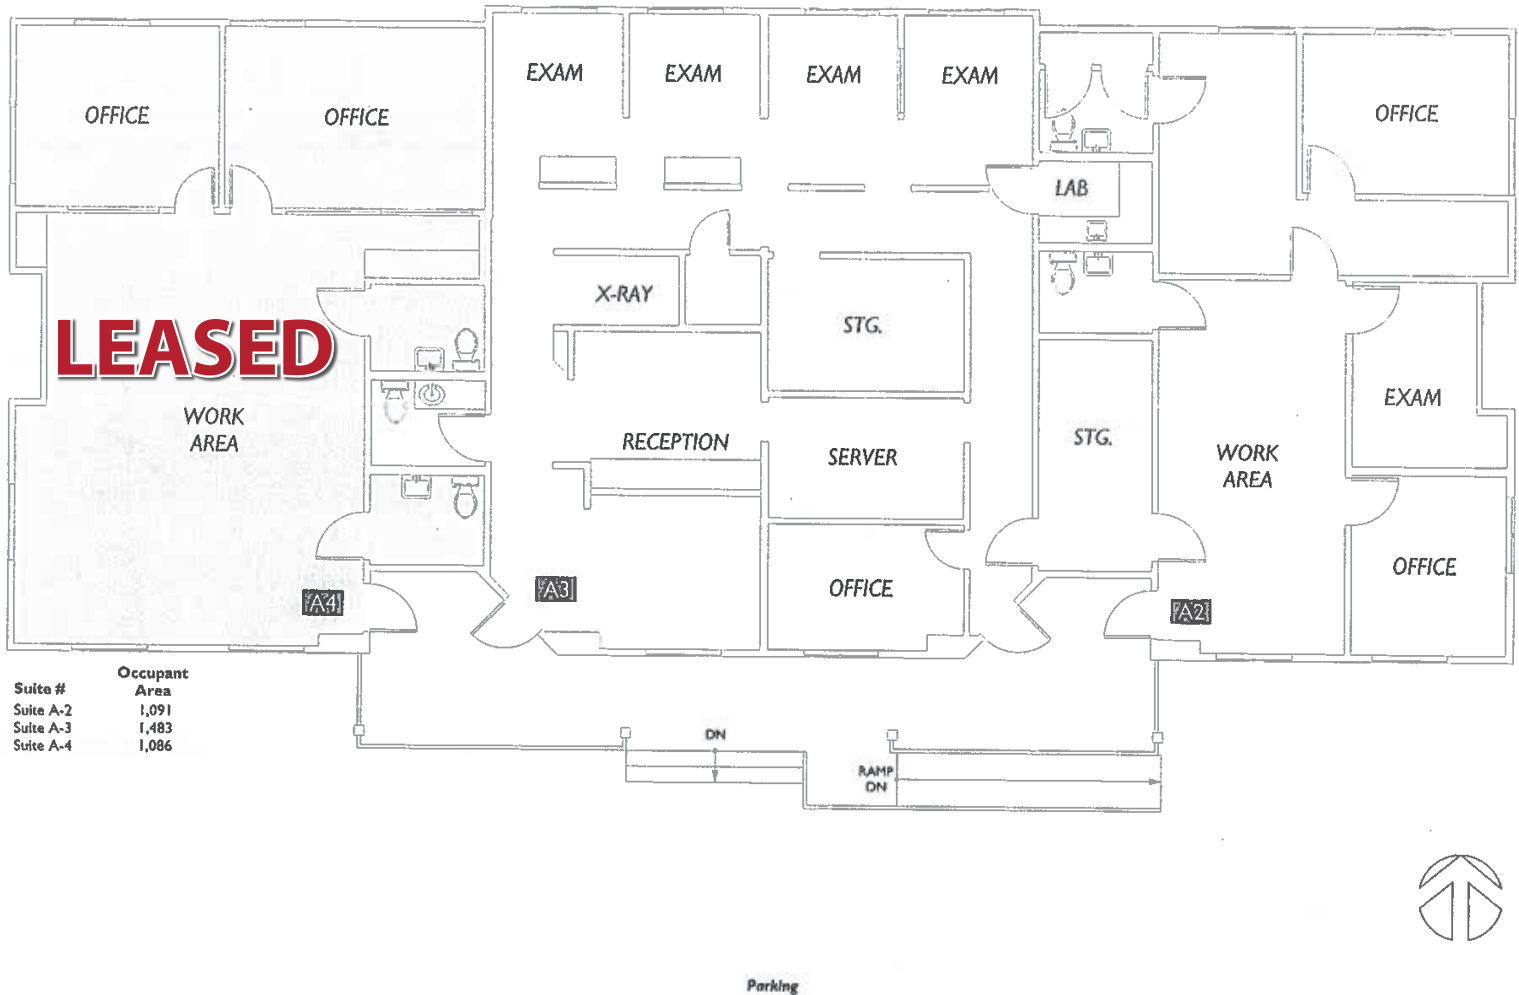 EXAM
EXAM
EXAM
EXAM
OFFICE
OFFICE
OFFICE
LAB
X-RAY
STG.
LEASED
WORK
AREA
RECEPTION
SERVER
STG.
WORK
AREA
EXAM
OFFICE
OFFICE
A4
A3
A2
Suite #
Occupant
Area
Suite A-2 1,091
Suite A-3 1,483
Suite A-4 1,086
DN
RAMP
DN
Parking